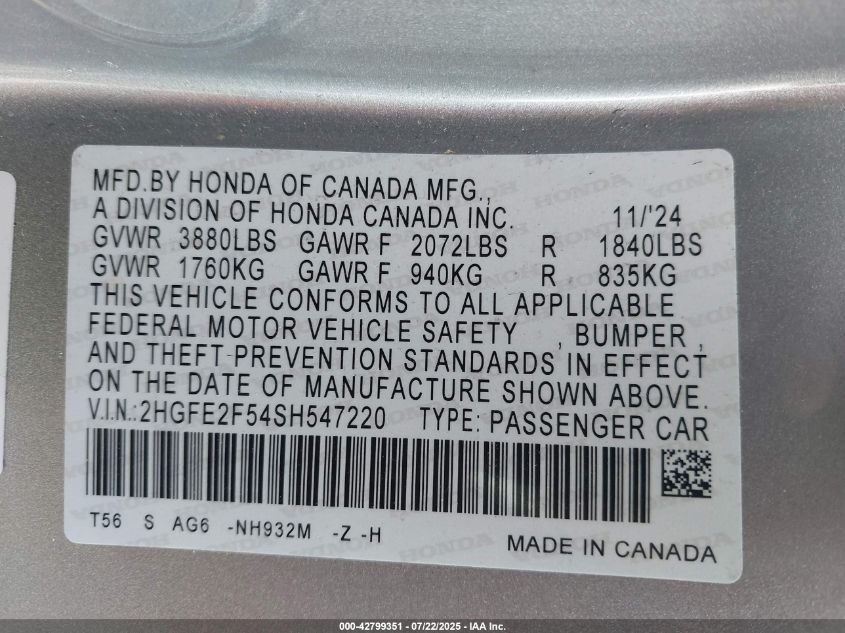 MFD.BY HONDA OF CANADA MFG.,
A DIVISION OF HONDA CANADA INC. 11/'24
GVWR 3880LBS GAWR F 2072LBS R 1840LBS
GVWR 1760KG GAWR F 940KG R 835KG
THIS VEHICLE CONFORMS TO ALL APPLICABLE
FEDERAL MOTOR VEHICLE SAFETY , BUMPER ,
AND THEFT PREVENTION STANDARDS IN EFFECT
ON THE DATE OF MANUFACTURE SHOWN ABOVE.
V.I.N.:2HGFE2F54SH547220 TYPE: PASSENGER CAR
T56 S AG6 -NH932M -Z -H
MADE IN CANADA
000-42799351 | 07/22/2025 - IAA Inc.